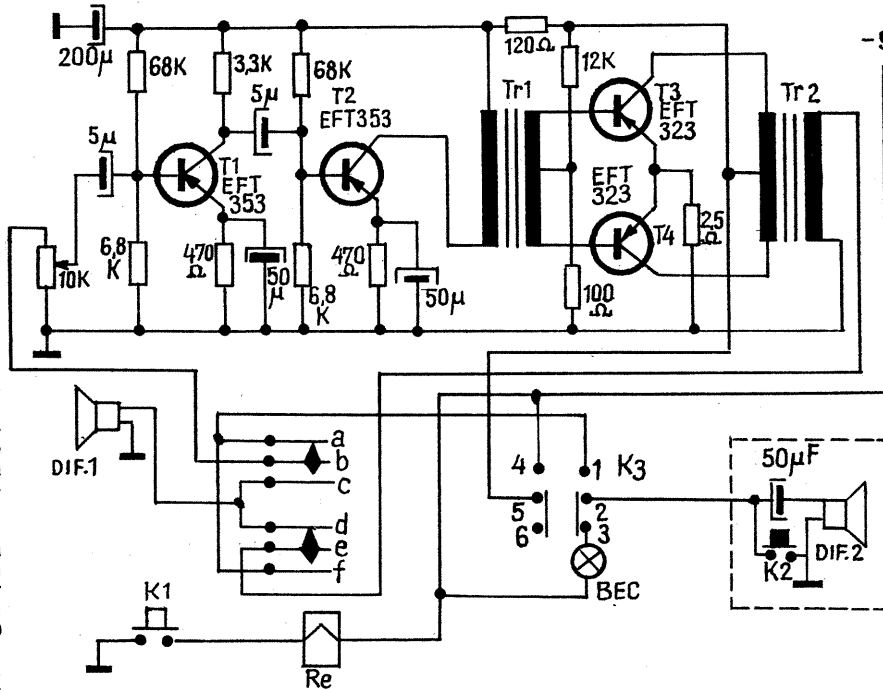 200µ
68K
3,3K
68K
120Ω
12K
-9
5µ
T1
EFT
353
5µ
T2
EFT353
Tr1
T3
EFT
323
EFT
323
T4
Tr2
10K
6,8
K
470
Ω
50
µ
6,8
K
470
Ω
50µ
100
Ω
2.5
Ω
DIF.1
a
b
c
d
e
f
4
5
6
1
2
3
K3
BEC
50µF
K2
DIF.2
K1
Re